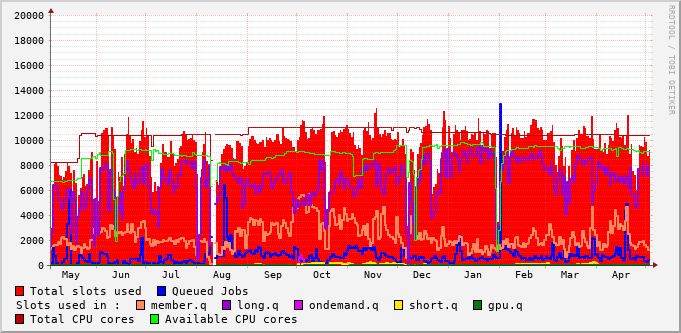 20000
18000
16000
14000
12000
10000
8000
6000
4000
2000
0
May Jun Jul Aug Sep Oct Nov Dec Jan Feb Mar Apr
RRDTOOL / TOBI OETIKER
Total slots used Queued Jobs
Slots used in : member.q long.q ondemand.q short.q gpu.q
Total CPU cores Available CPU cores